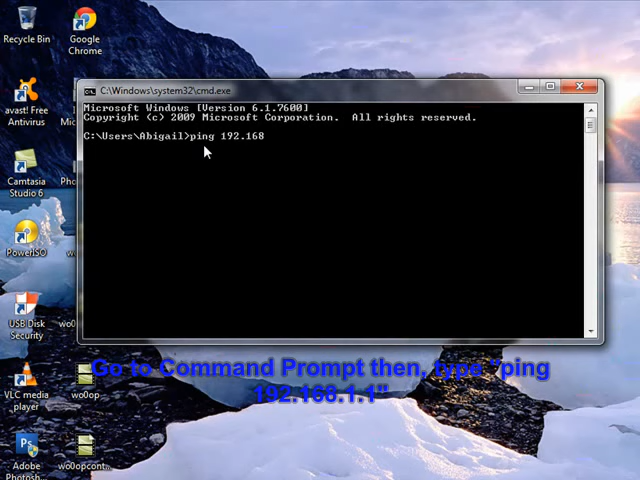 Recycle Bin
Google
Chrome
avast! Free
Antivirus
Camtasia
Studio 6
PowerISO
USB Disk
Security
VLC media
player
wo0p
Adobe
Photosh...
wo0pcont...
C:\Windows\system32\cmd.exe
Microsoft Windows [Version 6.1.7600]
Copyright (c) 2009 Microsoft Corporation.  All rights reserved.
C:\Users\Abigail>ping 192.168
Go to Command Prompt then, type "ping
192.168.1.1"